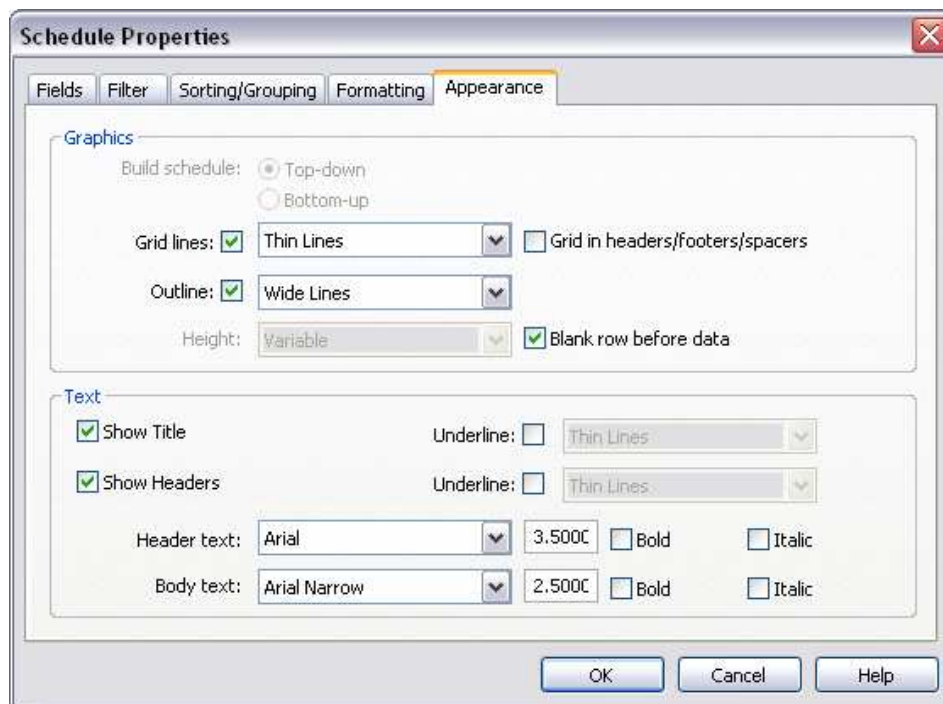 Schedule Properties
Fields Filter Sorting/Grouping Formatting Appearance
Graphics
Build schedule: Top-down
Bottom-up
Grid lines: Thin Lines Grid in headers/footers/spacers
Outline: Wide Lines
Height: Variable Blank row before data
Text
Show Title Underline: Thin Lines
Show Headers Underline: Thin Lines
Header text: Arial 3.500C Bold Italic
Body text: Arial Narrow 2.500C Bold Italic
OK Cancel Help